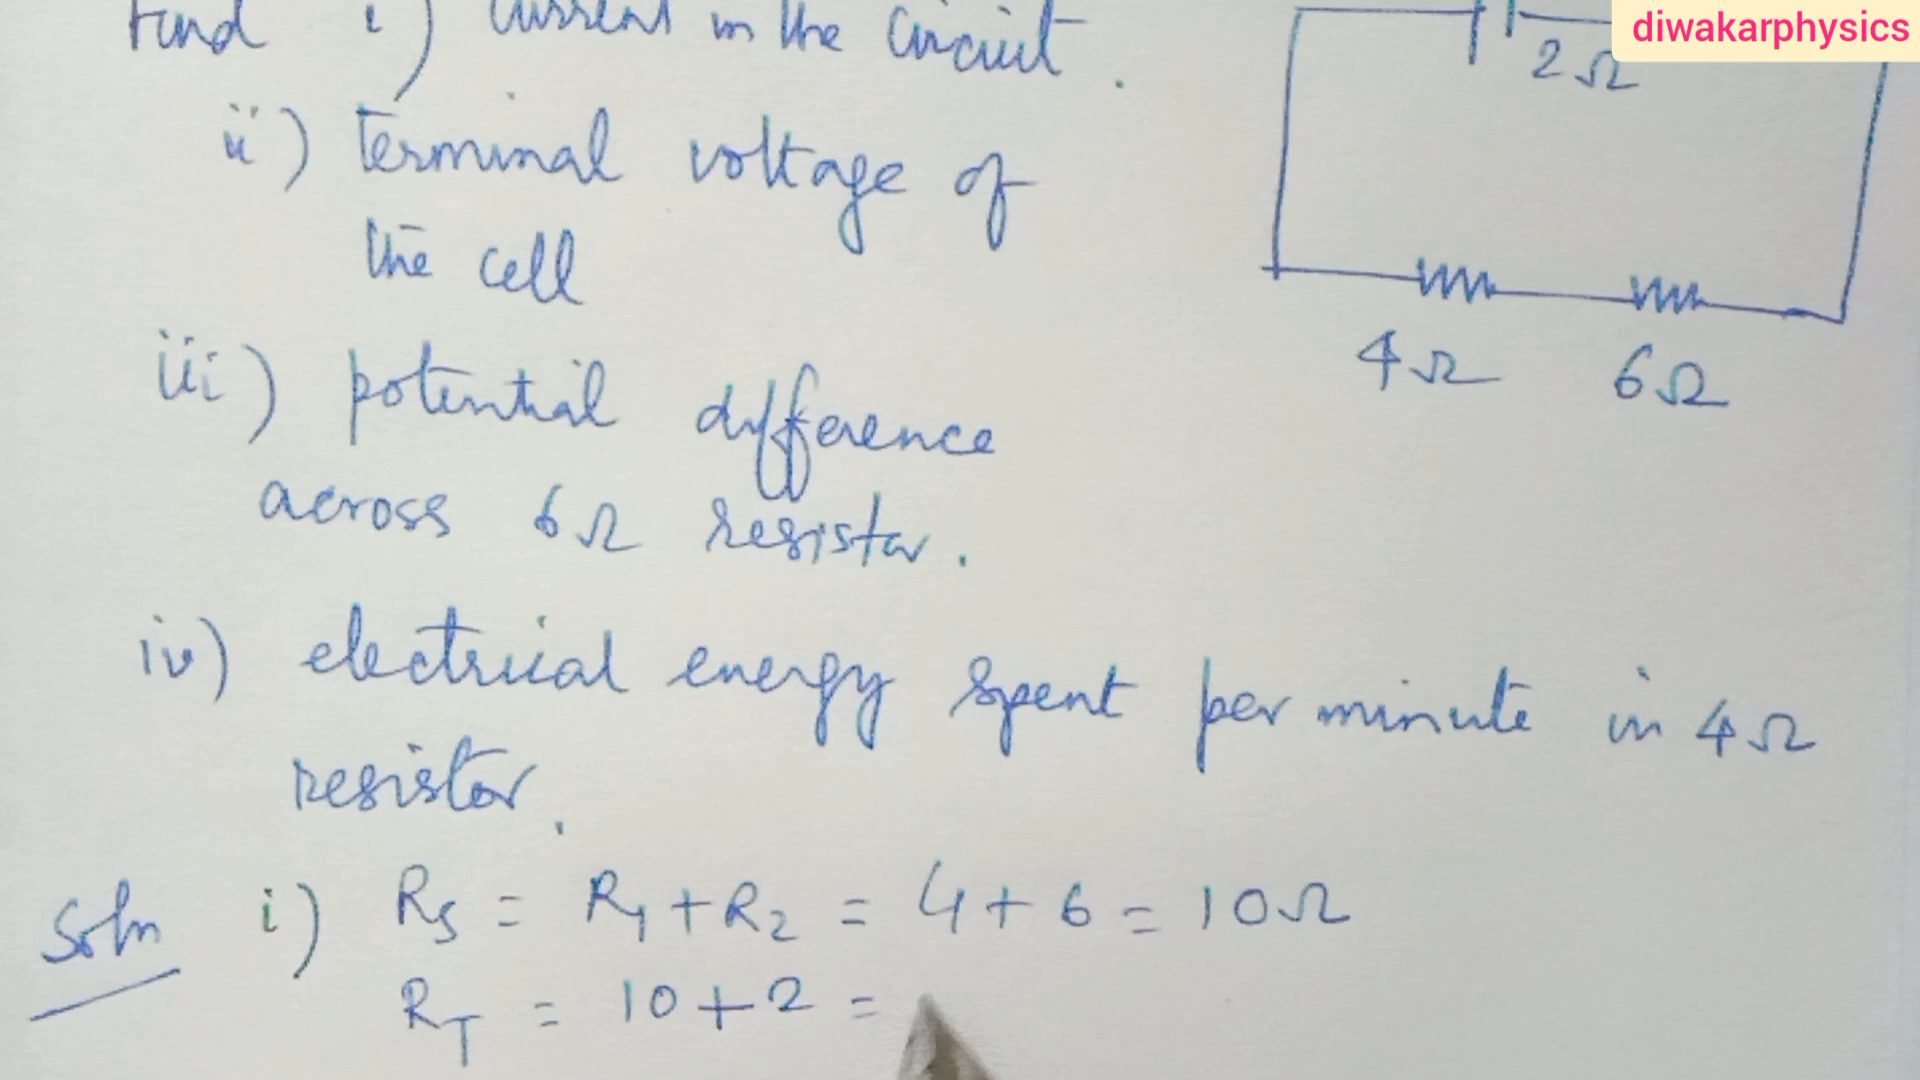 Find i) current in the circuit.
diwakarphysics
2Ω
ii) terminal voltage of
the cell
4Ω 6Ω
iii) potential difference
across 6Ω resistor.
iv) electrical energy spent per minute in 4Ω
resistor.
Soln i) Rs = R1 + R2 = 4 + 6 = 10Ω
RT = 10 + 2 =